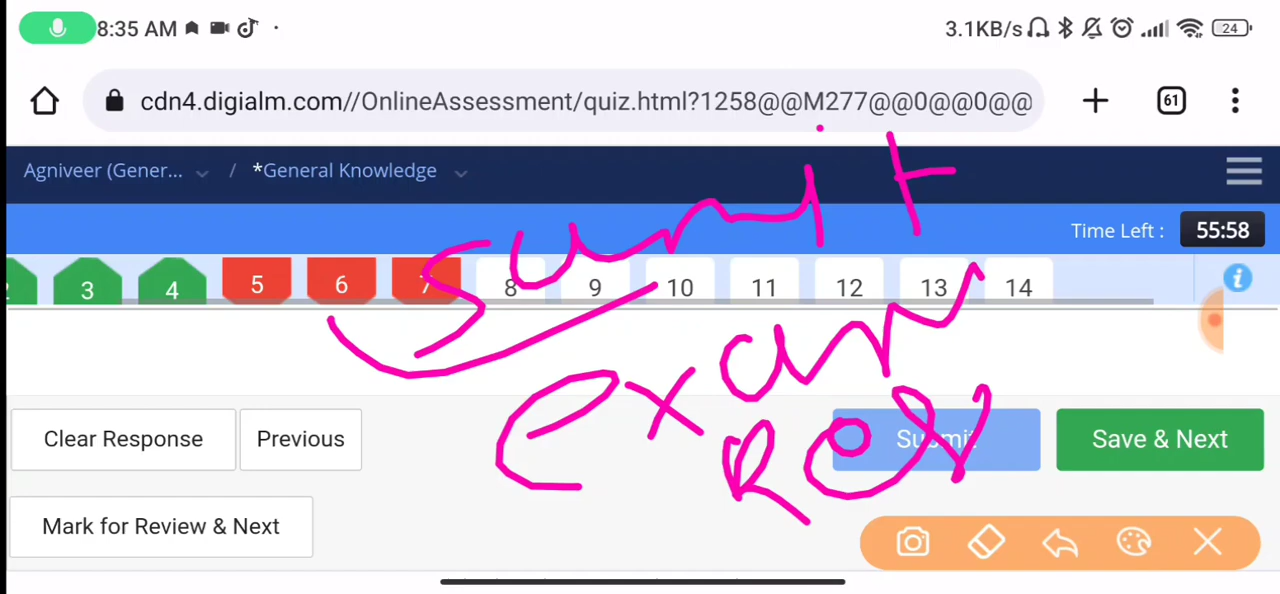 8:35 AM
3.1KB/s 24
cdn4.digialm.com//OnlineAssessment/quiz.html?1258@@M277@@0@@0@@
61
Agniveer (Gener... / *General Knowledge
Time Left : 55:58
2 3 4 5 6 7 8 9 10 11 12 13 14
sumit
exam
ROY
Clear Response Previous Submit Save & Next
Mark for Review & Next